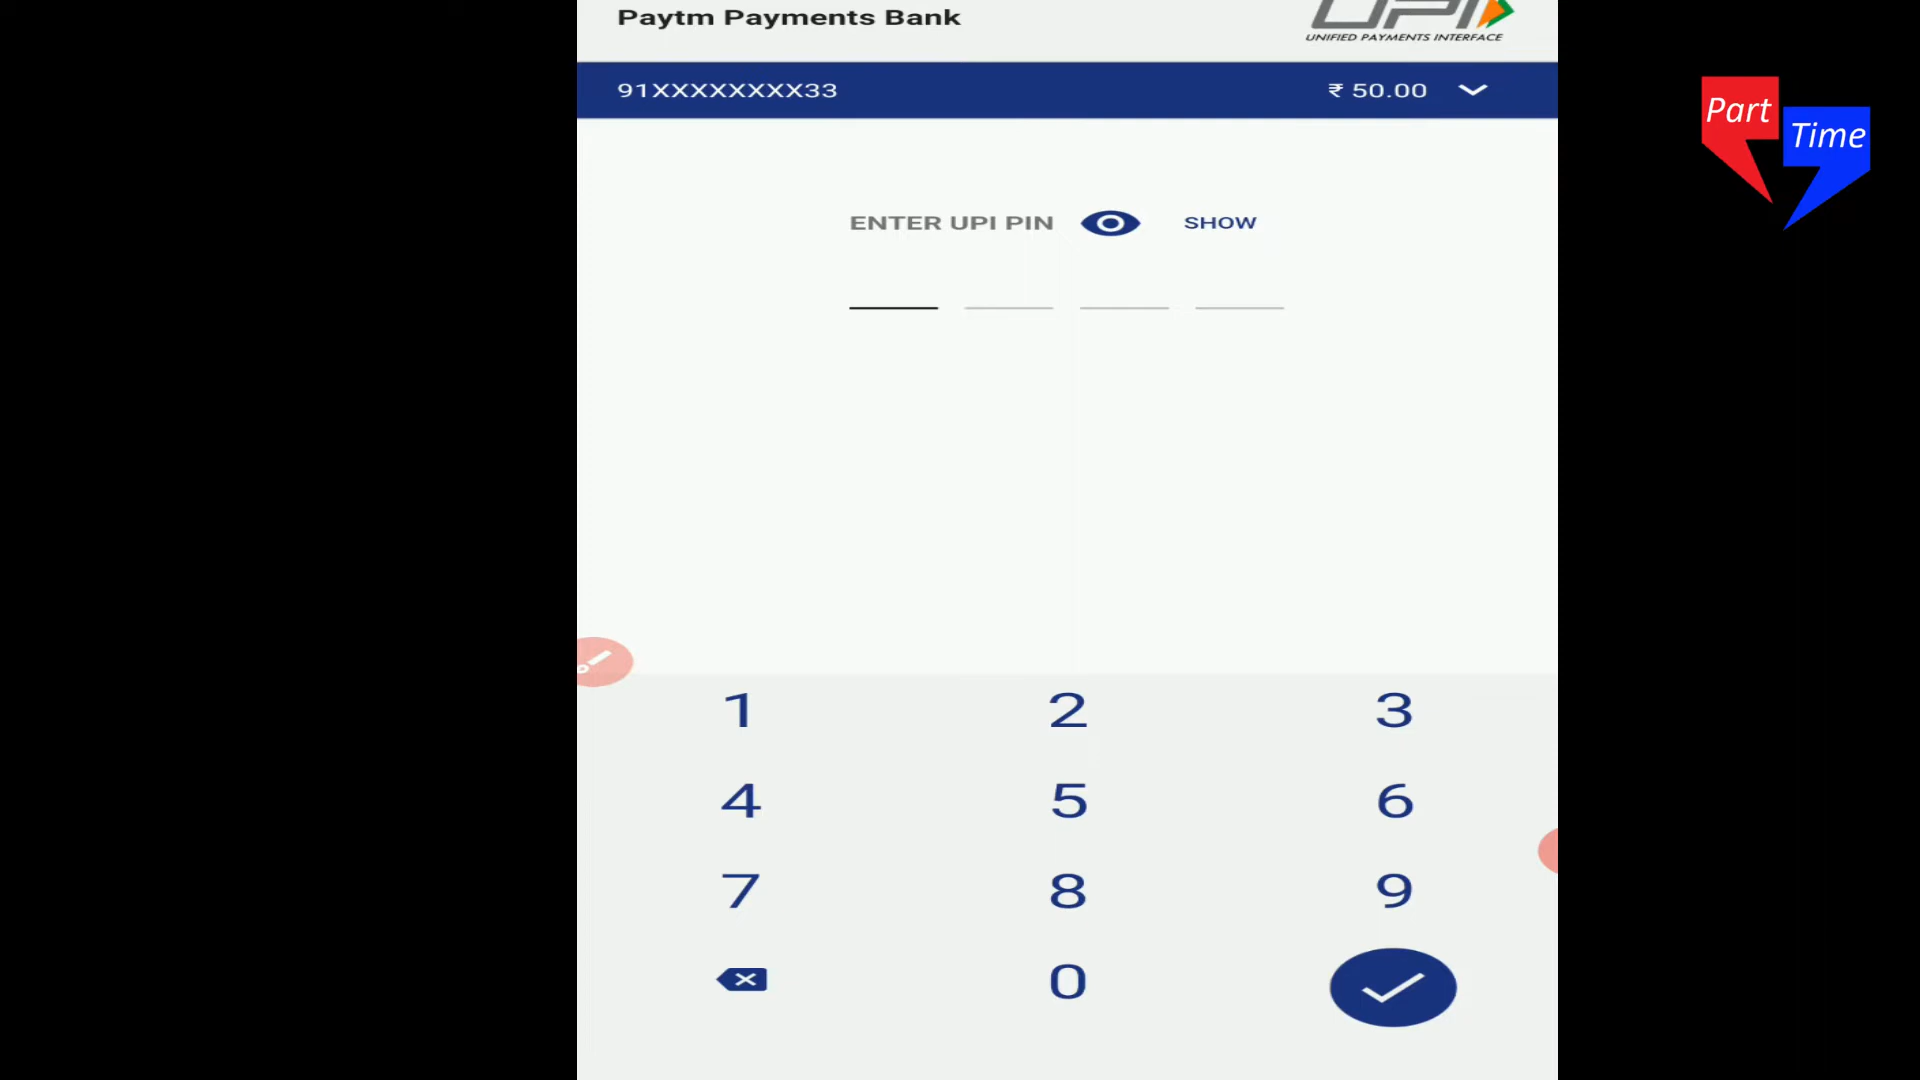 Paytm Payments Bank
UPI
UNIFIED PAYMENTS INTERFACE
91XXXXXXXX33 ₹ 50.00
Part
Time
ENTER UPI PIN SHOW
1 2 3
4 5 6
7 8 9
0